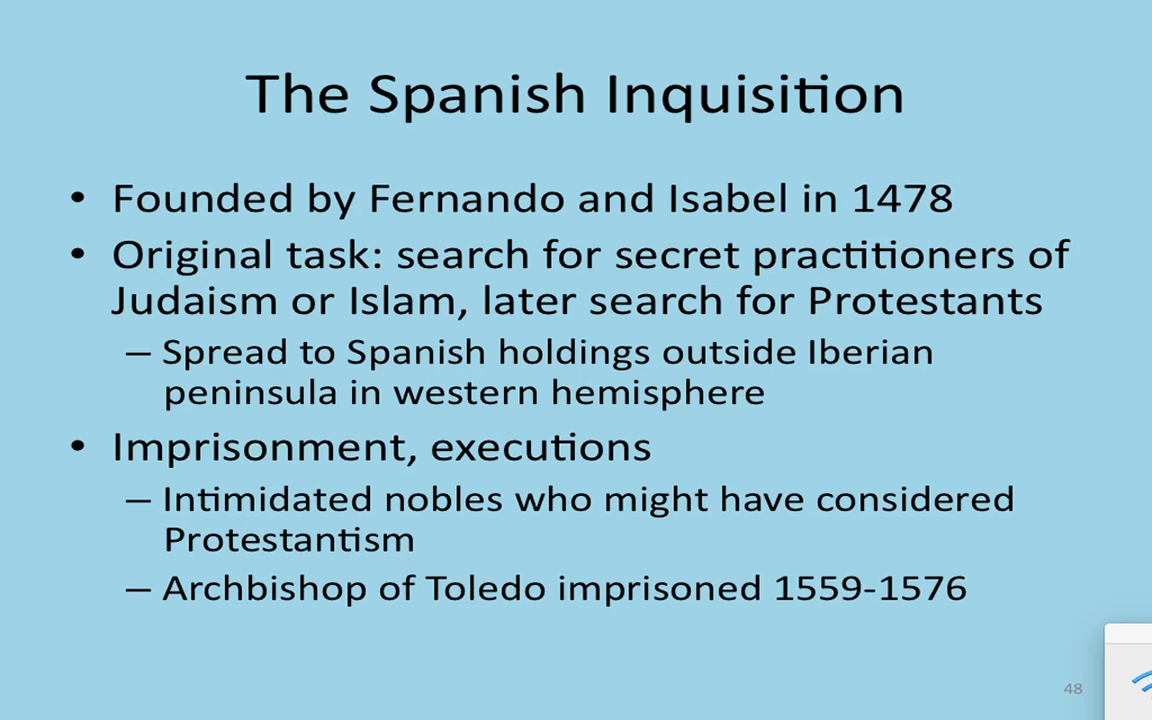 The Spanish Inquisition
• Founded by Fernando and Isabel in 1478
• Original task: search for secret practitioners of
Judaism or Islam, later search for Protestants
– Spread to Spanish holdings outside Iberian
peninsula in western hemisphere
• Imprisonment, executions
– Intimidated nobles who might have considered
Protestantism
– Archbishop of Toledo imprisoned 1559-1576
48